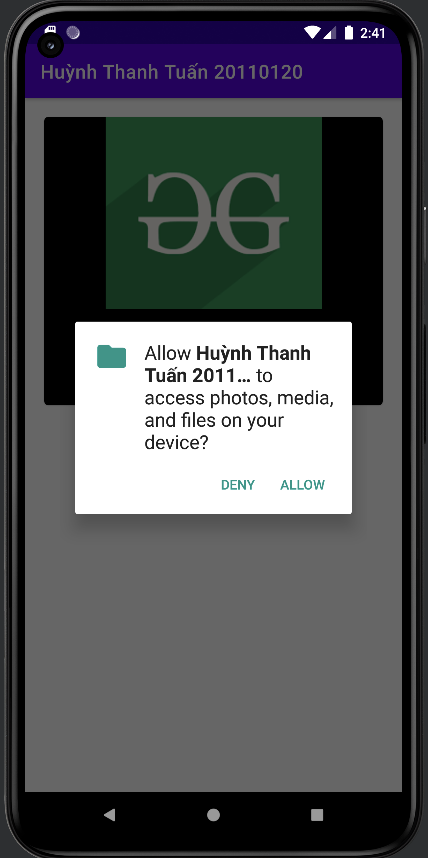 2:41
Huỳnh Thanh Tuấn 20110120
Allow Huỳnh Thanh
Tuấn 2011… to
access photos, media,
and files on your
device?
DENY ALLOW